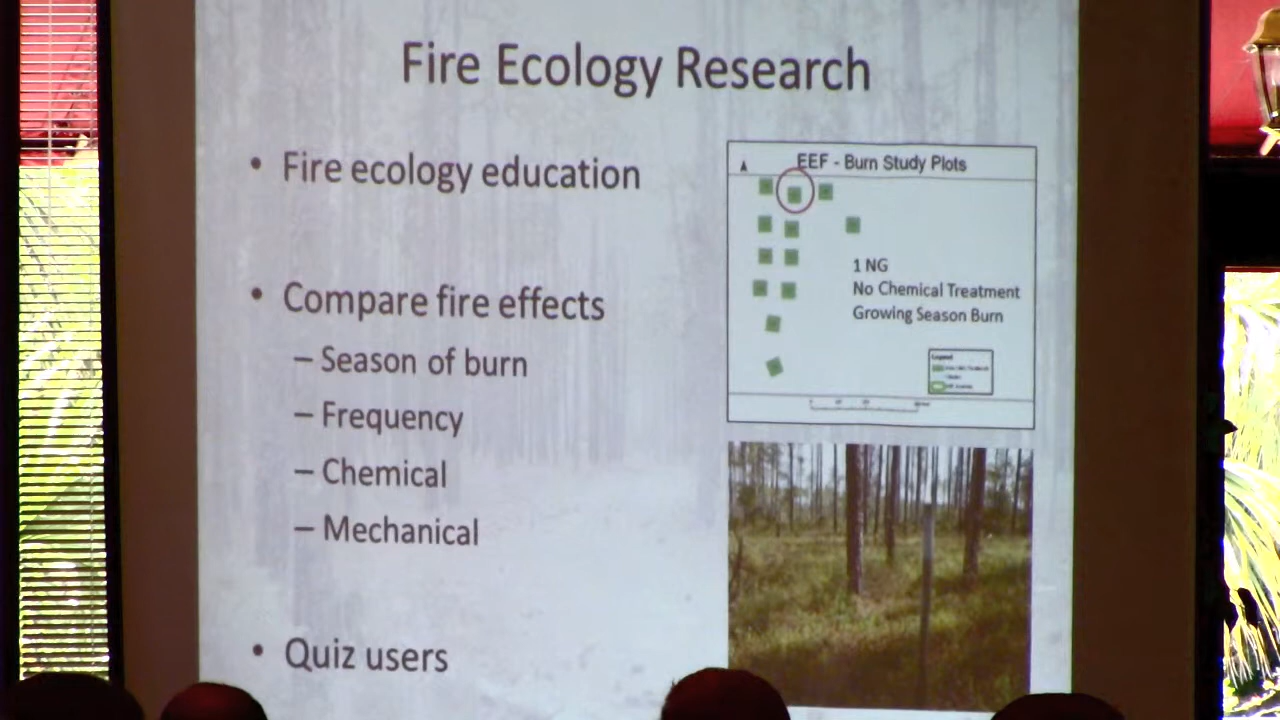 Fire Ecology Research
• Fire ecology education
• Compare fire effects
– Season of burn
– Frequency
– Chemical
– Mechanical
• Quiz users
EEF - Burn Study Plots
1 NG
No Chemical Treatment
Growing Season Burn
Legend